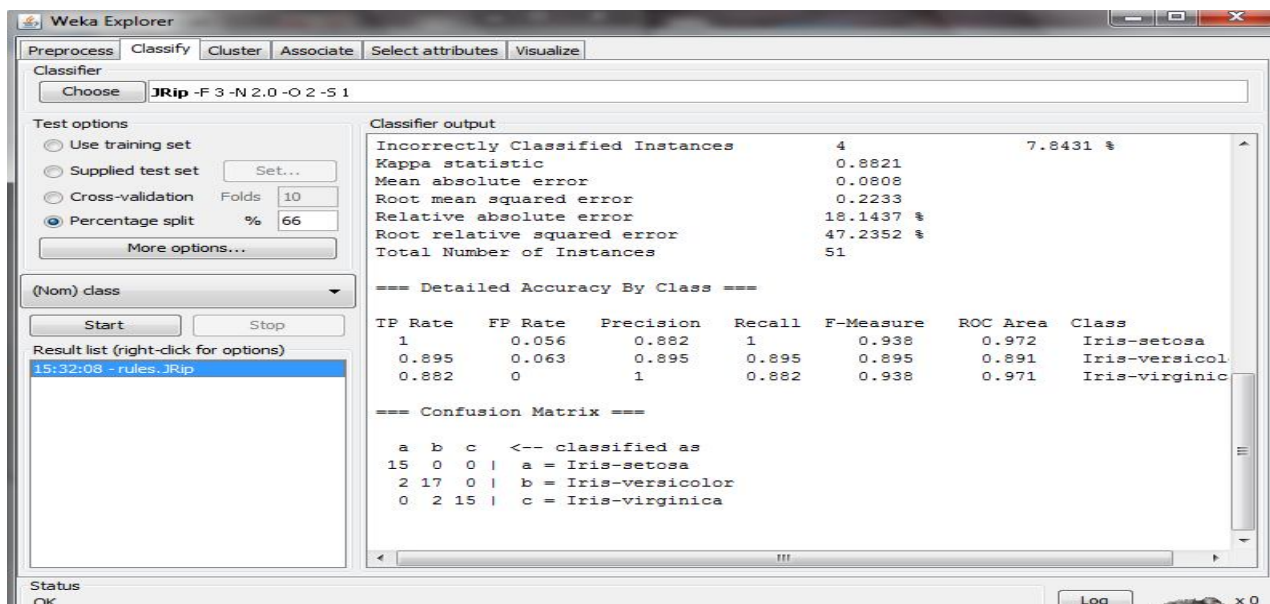 Weka Explorer
Preprocess Classify Cluster Associate Select attributes Visualize
Classifier
Choose JRip -F 3 -N 2.0 -O 2 -S 1
Test options
Use training set
Supplied test set Set...
Cross-validation Folds 10
Percentage split % 66
More options...
(Nom) class
Start Stop
Result list (right-click for options)
15:32:08 - rules.JRip
Classifier output
Incorrectly Classified Instances 4 7.8431 %
Kappa statistic 0.8821
Mean absolute error 0.0808
Root mean squared error 0.2233
Relative absolute error 18.1437 %
Root relative squared error 47.2352 %
Total Number of Instances 51
=== Detailed Accuracy By Class ===
TP Rate FP Rate Precision Recall F-Measure ROC Area Class
1 0.056 0.882 1 0.938 0.972 Iris-setosa
0.895 0.063 0.895 0.895 0.895 0.891 Iris-versicol
0.882 0 1 0.882 0.938 0.971 Iris-virginic
=== Confusion Matrix ===
a b c <-- classified as
15 0 0 | a = Iris-setosa
2 17 0 | b = Iris-versicolor
0 2 15 | c = Iris-virginica
Status
OK
Log x 0